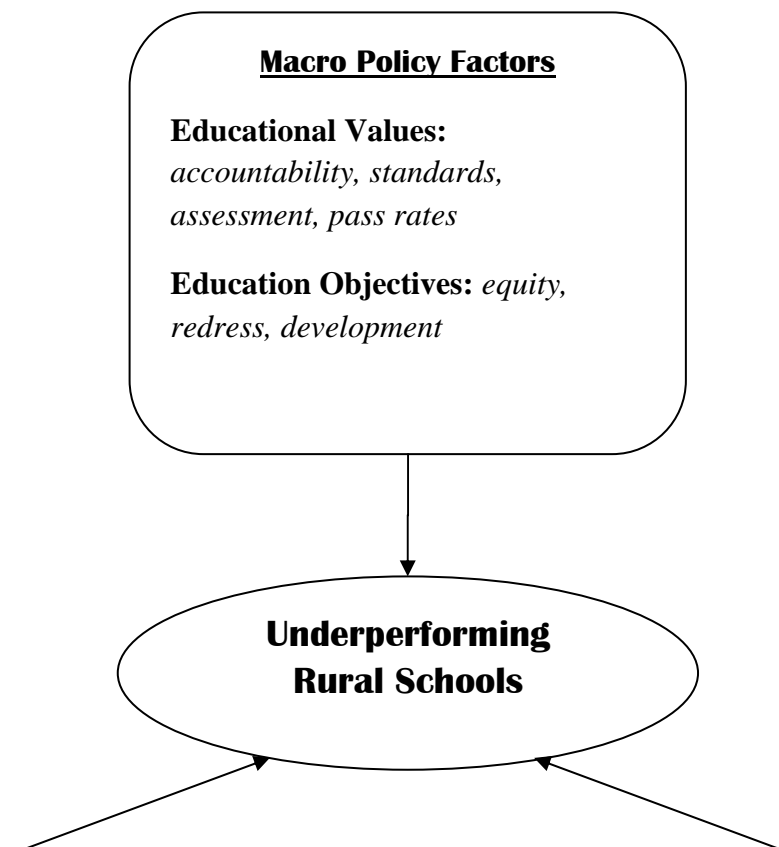 Macro Policy Factors
Educational Values:
accountability, standards,
assessment, pass rates
Education Objectives: equity,
redress, development
Underperforming
Rural Schools